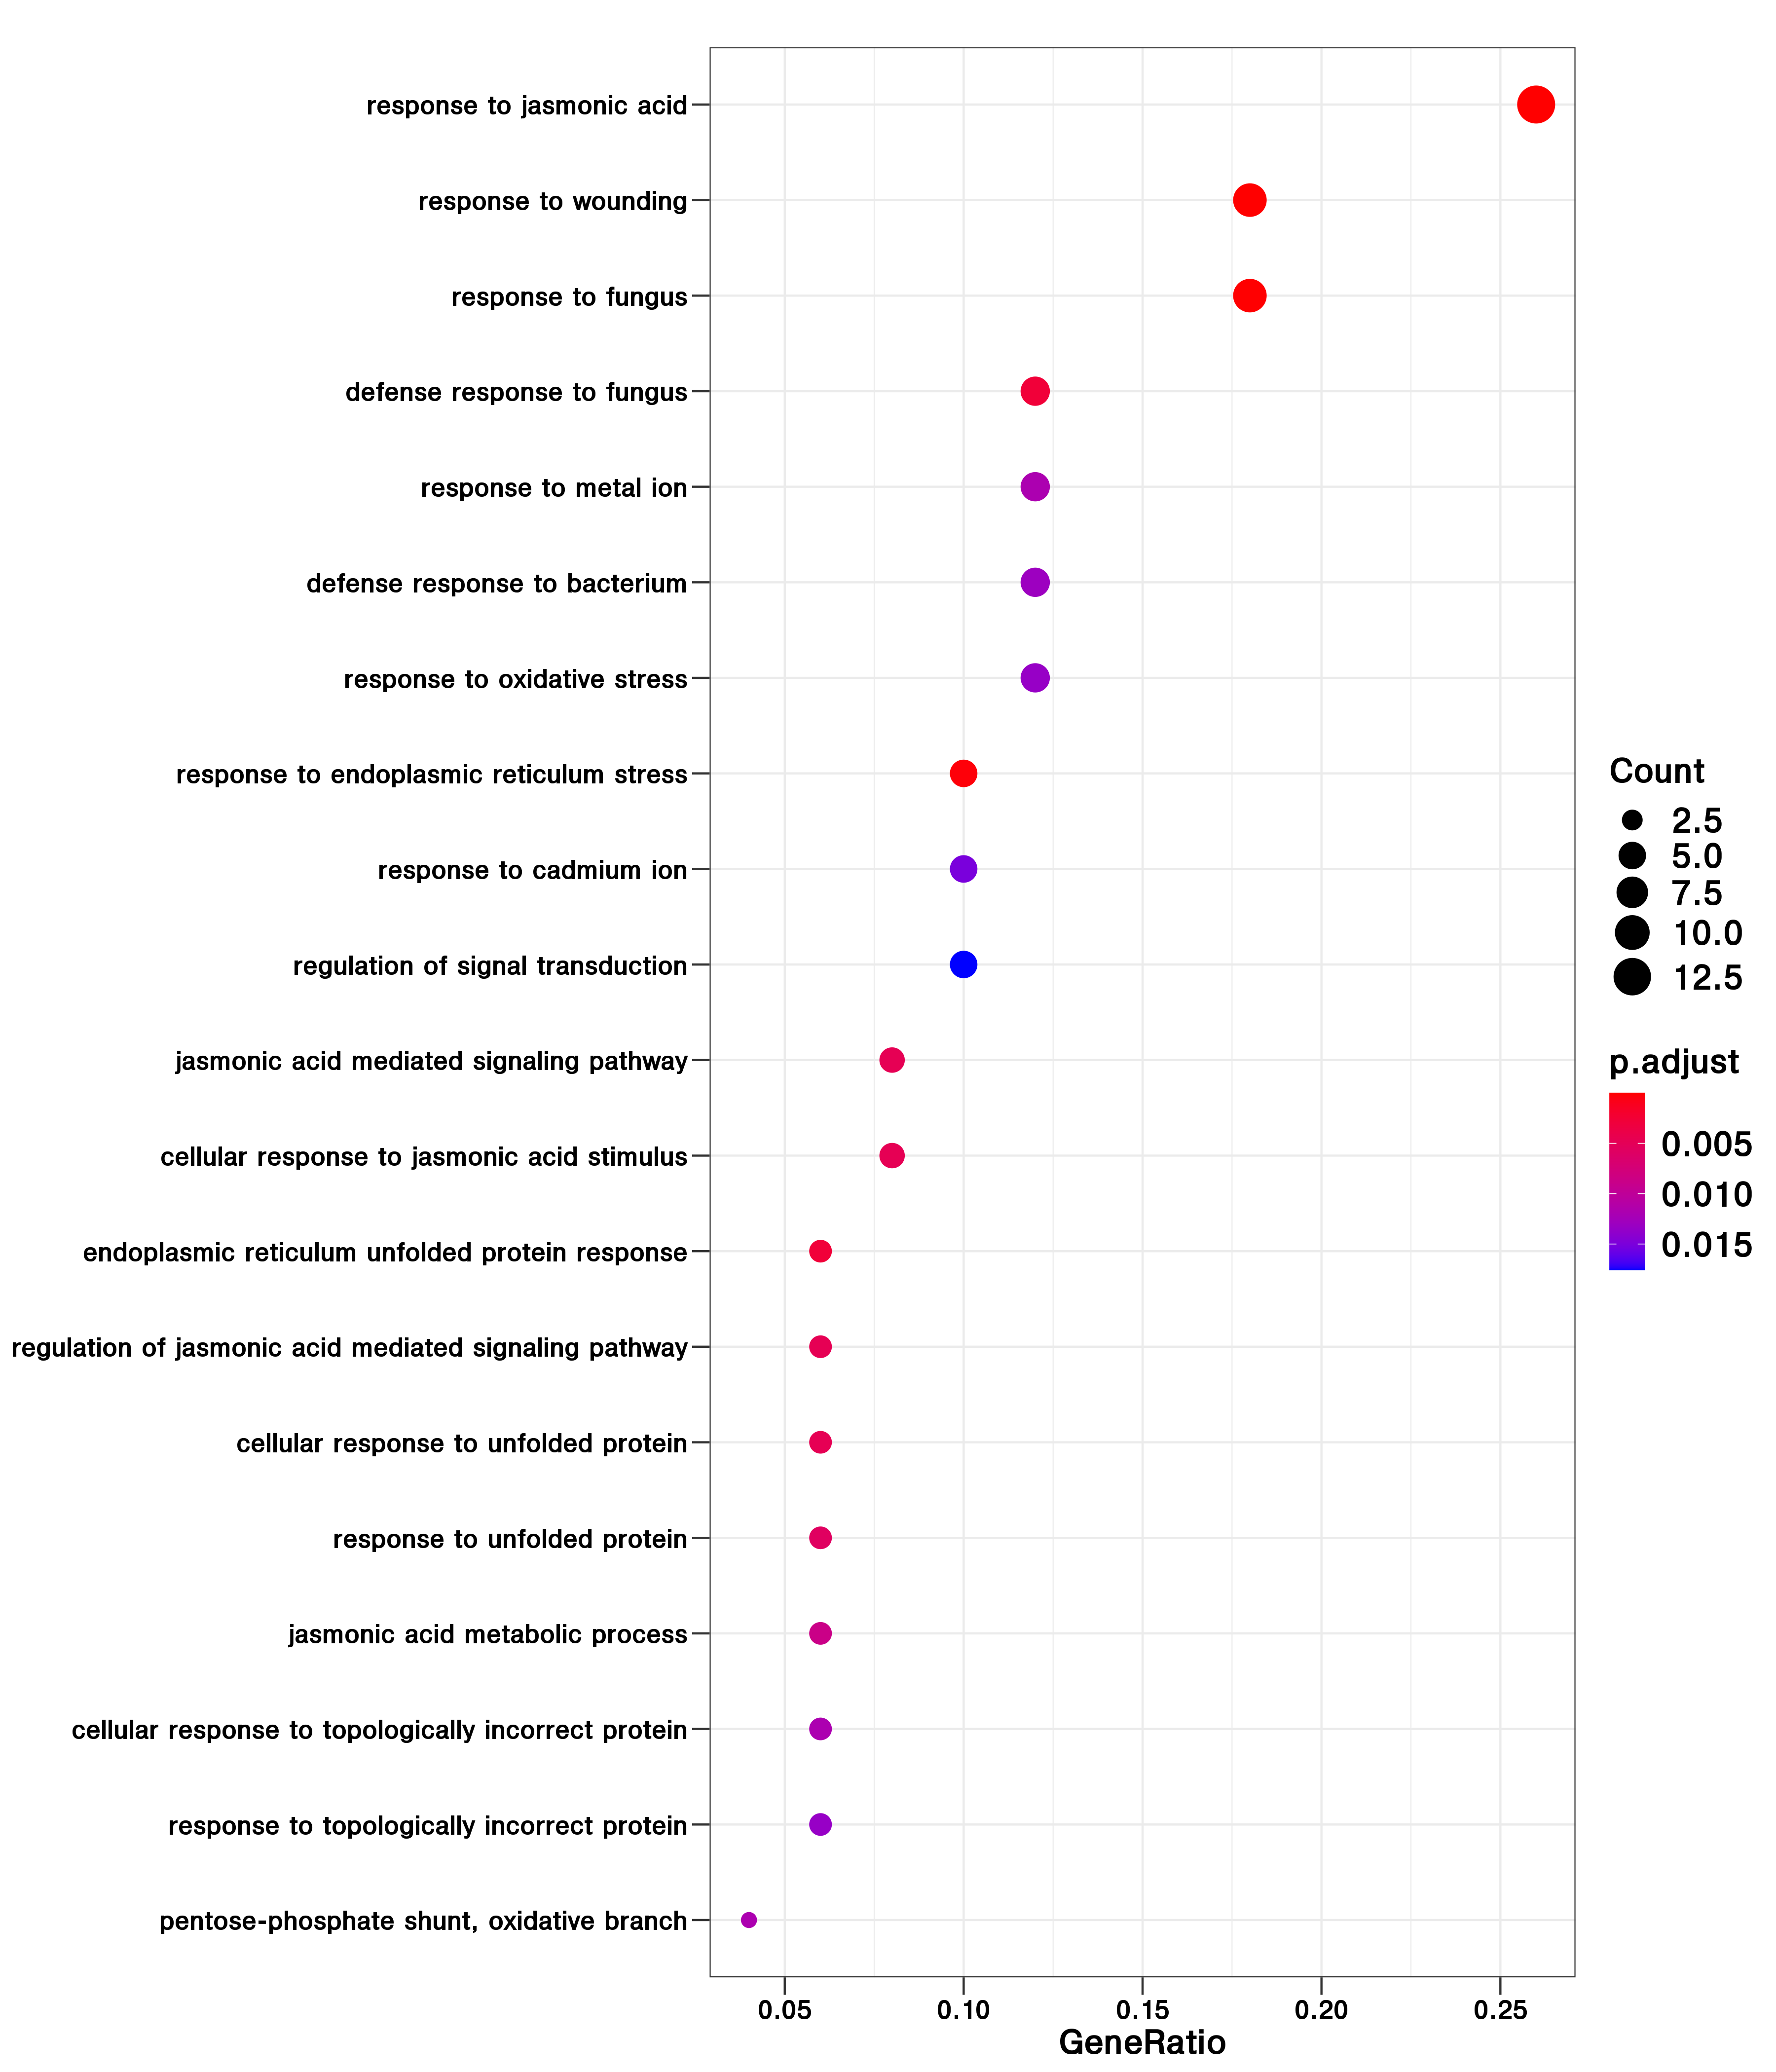 response to jasmonic acid
response to wounding
response to fungus
defense response to fungus
response to metal ion
defense response to bacterium
response to oxidative stress
response to endoplasmic reticulum stress
response to cadmium ion
regulation of signal transduction
jasmonic acid mediated signaling pathway
cellular response to jasmonic acid stimulus
endoplasmic reticulum unfolded protein response
regulation of jasmonic acid mediated signaling pathway
cellular response to unfolded protein
response to unfolded protein
jasmonic acid metabolic process
cellular response to topologically incorrect protein
response to topologically incorrect protein
pentose-phosphate shunt, oxidative branch
0.05 0.10 0.15 0.20 0.25
GeneRatio
Count
2.5
5.0
7.5
10.0
12.5
p.adjust
0.005
0.010
0.015